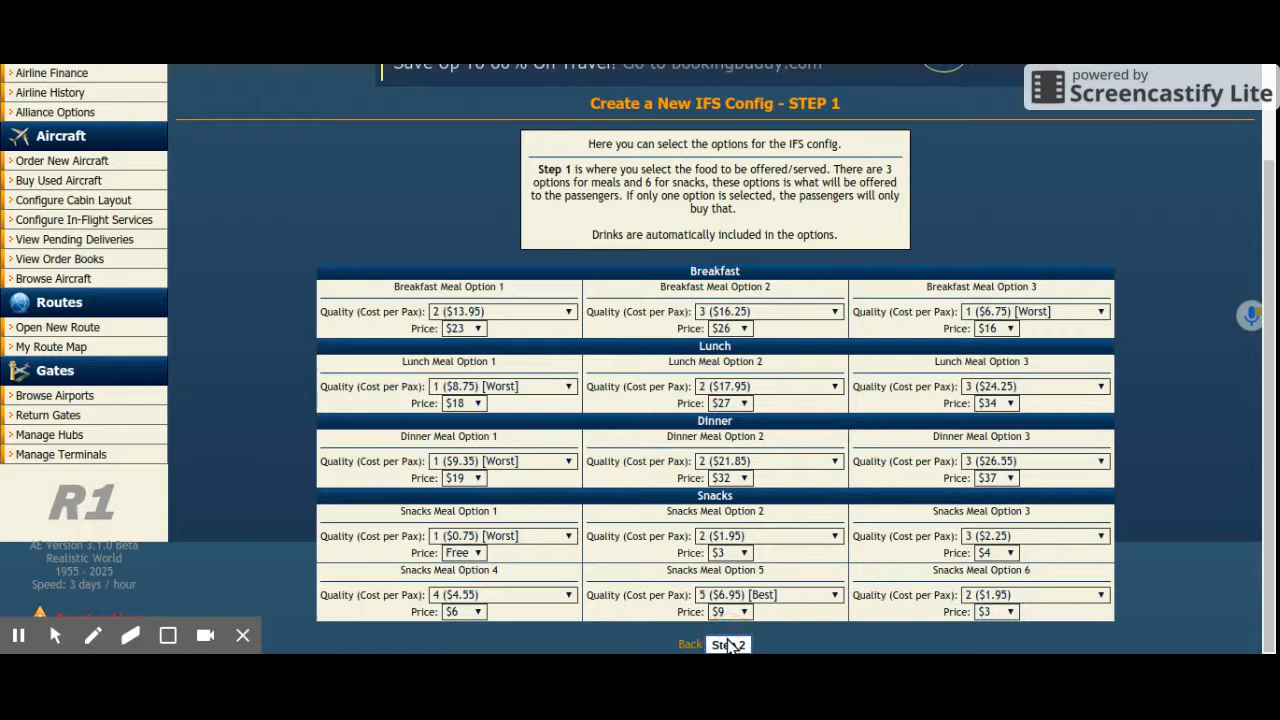 Save Up To 60% On Travel! Go to BookingBuddy.com
powered by
Screencastify Lite
Airline Finance
Airline History
Alliance Options
Aircraft
Order New Aircraft
Buy Used Aircraft
Configure Cabin Layout
Configure In-Flight Services
View Pending Deliveries
View Order Books
Browse Aircraft
Routes
Open New Route
My Route Map
Gates
Browse Airports
Return Gates
Manage Hubs
Manage Terminals
R1
AE Version 3.1.0 Beta
Realistic World
1955 - 2025
Speed: 3 days / hour
Create a New IFS Config - STEP 1
Here you can select the options for the IFS config.
Step 1 is where you select the food to be offered/served. There are 3
options for meals and 6 for snacks, these options is what will be offered
to the passengers. If only one option is selected, the passengers will only
buy that.
Drinks are automatically included in the options.
Breakfast
Breakfast Meal Option 1 Breakfast Meal Option 2 Breakfast Meal Option 3
Quality (Cost per Pax): 2 ($13.95) Quality (Cost per Pax): 3 ($16.25) Quality (Cost per Pax): 1 ($6.75) [Worst]
Price: $23 Price: $26 Price: $16
Lunch
Lunch Meal Option 1 Lunch Meal Option 2 Lunch Meal Option 3
Quality (Cost per Pax): 1 ($8.75) [Worst] Quality (Cost per Pax): 2 ($17.95) Quality (Cost per Pax): 3 ($24.25)
Price: $18 Price: $27 Price: $34
Dinner
Dinner Meal Option 1 Dinner Meal Option 2 Dinner Meal Option 3
Quality (Cost per Pax): 1 ($9.35) [Worst] Quality (Cost per Pax): 2 ($21.85) Quality (Cost per Pax): 3 ($26.55)
Price: $19 Price: $32 Price: $37
Snacks
Snacks Meal Option 1 Snacks Meal Option 2 Snacks Meal Option 3
Quality (Cost per Pax): 1 ($0.75) [Worst] Quality (Cost per Pax): 2 ($1.95) Quality (Cost per Pax): 3 ($2.25)
Price: Free Price: $3 Price: $4
Snacks Meal Option 4 Snacks Meal Option 5 Snacks Meal Option 6
Quality (Cost per Pax): 4 ($4.55) Quality (Cost per Pax): 5 ($6.95) [Best] Quality (Cost per Pax): 2 ($1.95)
Price: $6 Price: $9 Price: $3
Back Step 2